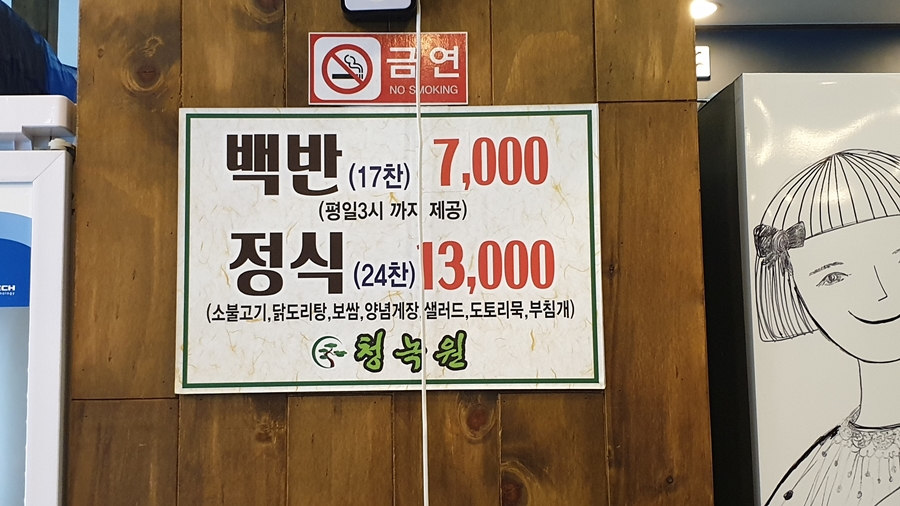 금연
NO SMOKING
백반 (17찬) 7,000
(평일3시 까지 제공)
정식 (24찬) 13,000
(소불고기,닭도리탕,보쌈,양념게장,샐러드,도토리묵,부침개)
청녹원